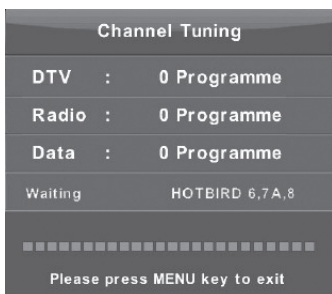 Channel Tuning
DTV : 0 Programme
Radio : 0 Programme
Data : 0 Programme
Waiting HOTBIRD 6,7A,8
Please press MENU key to exit